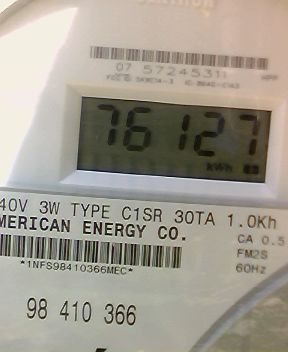 07 57245311
76127
kWh
40V 3W TYPE C1SR 30TA 1.0Kh
MERICAN ENERGY CO.
CA 0.5
FM2S
*1NFS98410366MEC*
60Hz
98 410 366